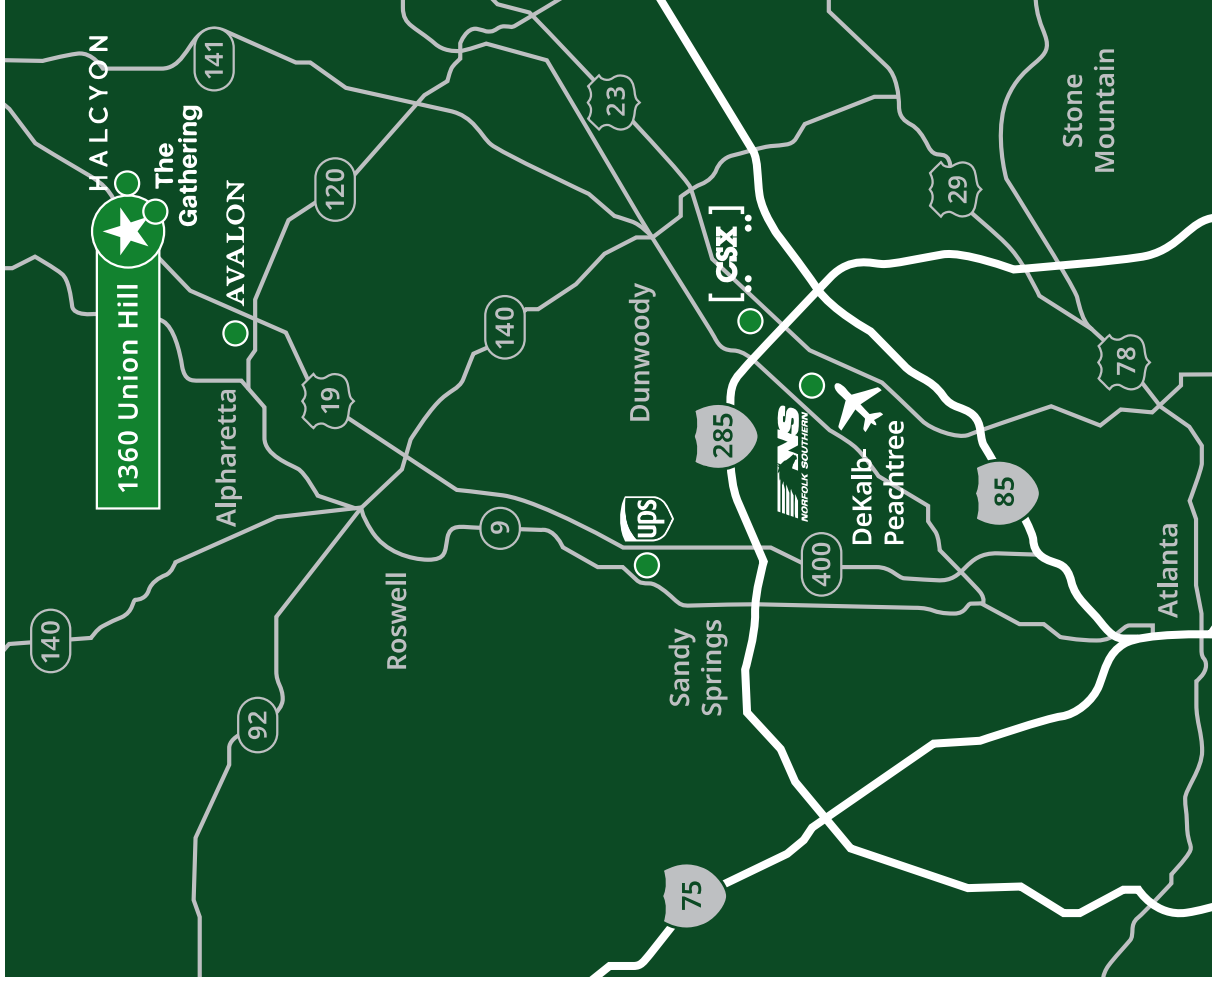 HALCYON
The
Gathering
1360 Union Hill
AVALON
Alpharetta
141
120
19
140
9
140
92
Roswell
Dunwoody
23
[ CSX ]
285
NS
NORFOLK SOUTHERN
DeKalb-
Peachtree
ups
400
Sandy
Springs
75
85
29
78
Stone
Mountain
Atlanta